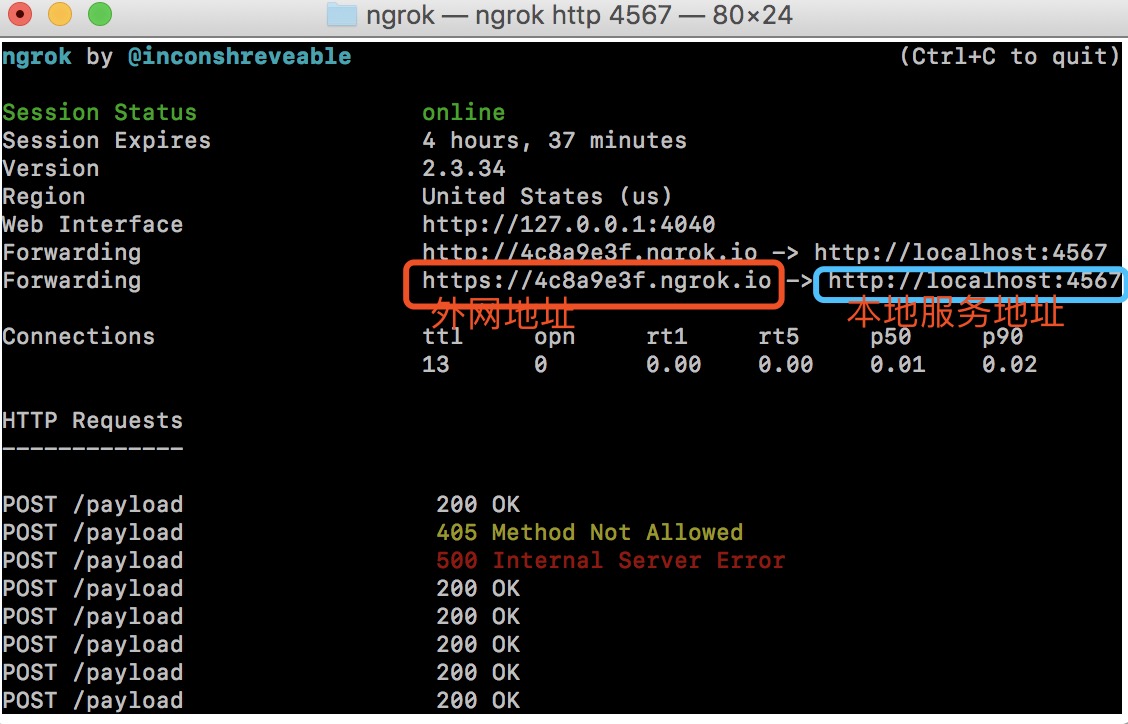 ngrok — ngrok http 4567 — 80×24
ngrok by @inconshreveable (Ctrl+C to quit)
Session Status online
Session Expires 4 hours, 37 minutes
Version 2.3.34
Region United States (us)
Web Interface http://127.0.0.1:4040
Forwarding http://4c8a9e3f.ngrok.io -> http://localhost:4567
Forwarding https://4c8a9e3f.ngrok.io -> http://localhost:4567
外网地址 本地服务地址
Connections ttl opn rt1 rt5 p50 p90
13 0 0.00 0.00 0.01 0.02
HTTP Requests
-------------
POST /payload 200 OK
POST /payload 405 Method Not Allowed
POST /payload 500 Internal Server Error
POST /payload 200 OK
POST /payload 200 OK
POST /payload 200 OK
POST /payload 200 OK
POST /payload 200 OK